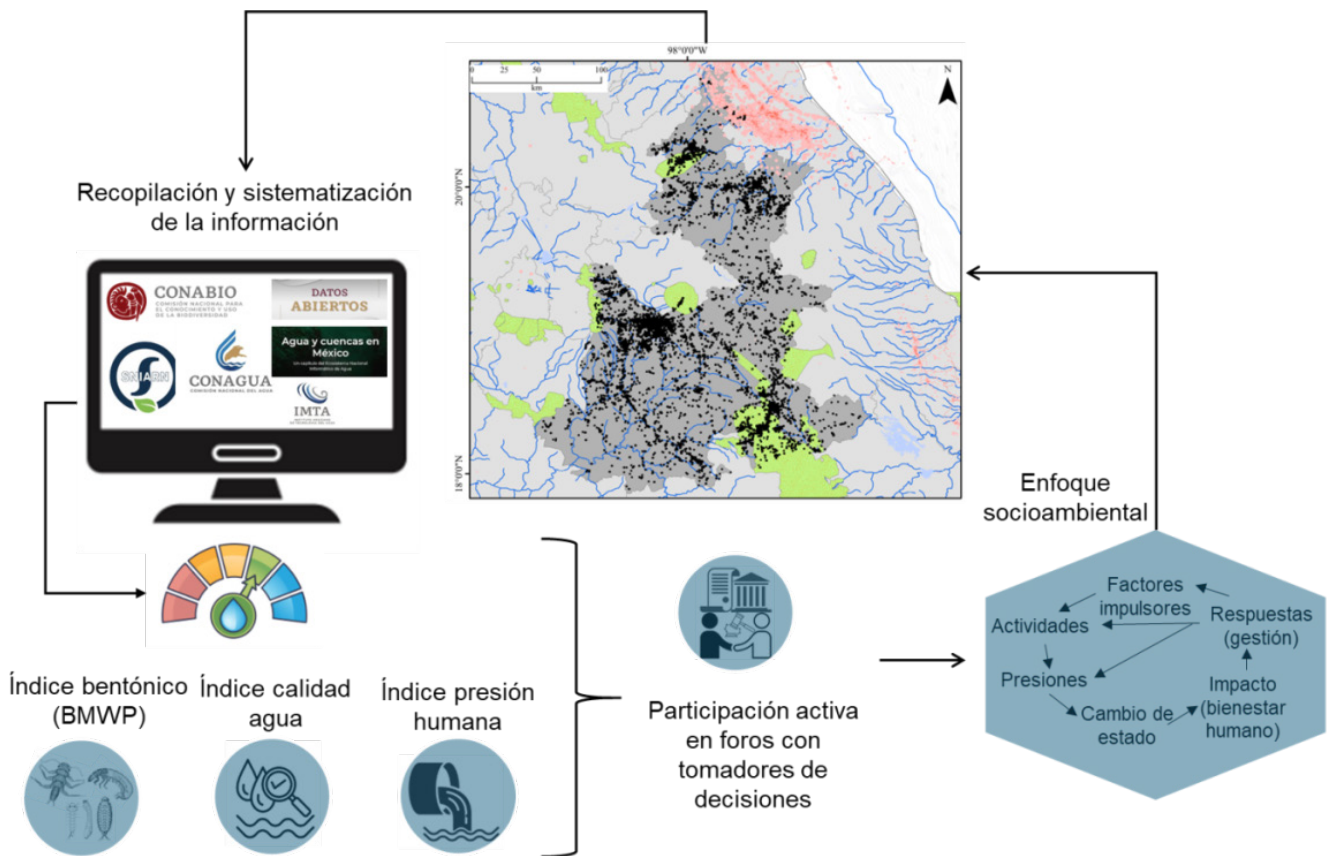 98°0'0"W
0 25 50 100
km
N
20°0'0"N
18°0'0"N
Recopilación y sistematización
de la información
CONABIO
COMISIÓN NACIONAL PARA
EL CONOCIMIENTO Y USO
DE LA BIODIVERSIDAD
DATOS
ABIERTOS
SNIARN
CONAGUA
COMISIÓN NACIONAL DEL AGUA
Agua y cuencas en
México
IMTA
Índice bentónico
(BMWP)
Índice calidad
agua
Índice presión
humana
Participación activa
en foros con
tomadores de
decisiones
Enfoque
socioambiental
Factores
impulsores
Actividades
Respuestas
(gestión)
Presiones
Impacto
(bienestar
humano)
Cambio de
estado